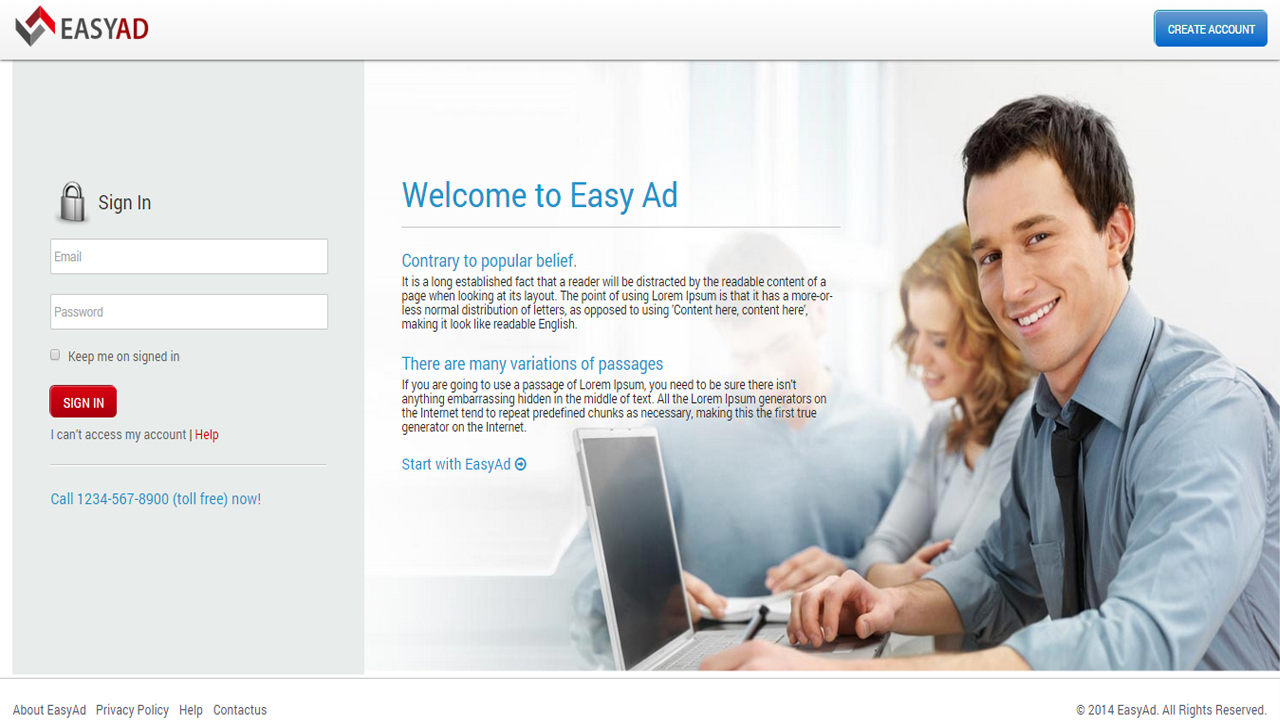 EASYAD
CREATE ACCOUNT
Sign In
Email
Password
Keep me on signed in
SIGN IN
I can't access my account | Help
Call 1234-567-8900 (toll free) now!
Welcome to Easy Ad
Contrary to popular belief.
It is a long established fact that a reader will be distracted by the readable content of a
page when looking at its layout. The point of using Lorem Ipsum is that it has a more-or-
less normal distribution of letters, as opposed to using 'Content here, content here',
making it look like readable English.
There are many variations of passages
If you are going to use a passage of Lorem Ipsum, you need to be sure there isn't
anything embarrassing hidden in the middle of text. All the Lorem Ipsum generators on
the Internet tend to repeat predefined chunks as necessary, making this the first true
generator on the Internet.
Start with EasyAd
About EasyAd Privacy Policy Help Contactus
© 2014 EasyAd. All Rights Reserved.